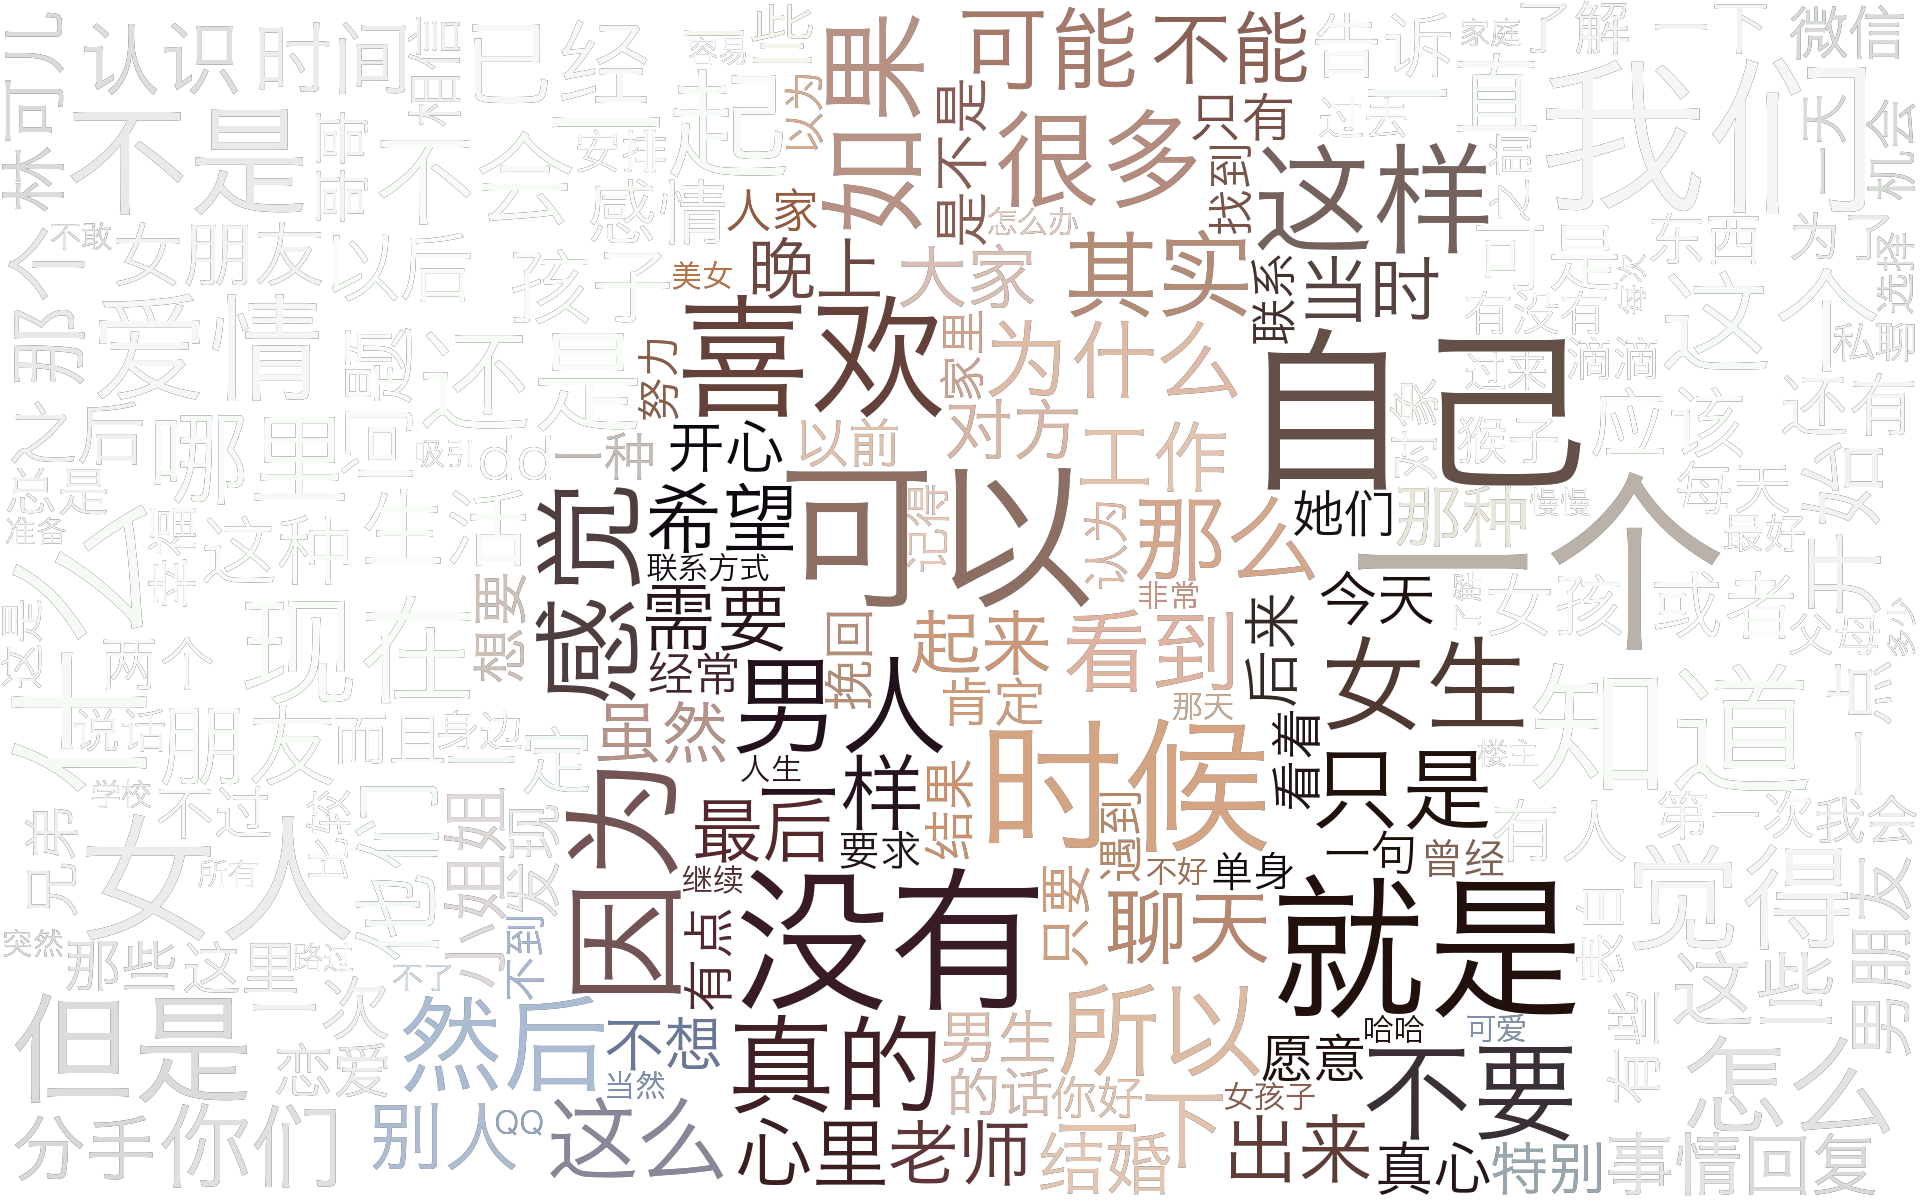 林可儿
认识
时间
相信
已经
容易
一些
如果
可能
不能
告诉
家庭
了解
一下
微信
不是
哥哥
不会
安排
一起
以为
是不是
很多
只有
过去
一直
我们
一天
机会
那个
不敢
女朋友
以后
感情
孩子
人家
美女
晚上
怎么办
大家
其实
找到
这样
之前
可是
东西
为了
选择
爱情
问题
还是
努力
喜欢
家里
为什么
联系
当时
有没有
每次
这个
过来
滴滴
私聊
之后
哪里
吸引
dd
一种
开心
以前
对方
工作
自己
对象
猴子
应该
还有
总是
准备
什么
这种
生活
感觉
希望
可以
记得
认为
那么
她们
那种
慢慢
一个
每天
最好
如何
这是
两个
现在
想要
联系方式
需要
经常
挽回
起来
看到
非常
今天
后来
女孩
或者
父母
多少
说话
朋友
而且
身边
一定
虽然
男人
肯定
那天
女生
看着
知道
一点
学校
不过
比较
他们
小姐姐
发现
因为
人生
一样
最后
要求
结果
时候
遇到
只是
楼主
有人
第一次
我会
兄弟
女人
所有
继续
没有
有点
只要
聊天
不好
单身
一句
曾经
就是
表白
觉得
男朋友
突然
那些
这里
路过
不了
不到
但是
一次
恋爱
然后
不想
当然
真的
男生
所以
愿意
哈哈
可爱
不要
有些
这些
怎么
分手
你们
别人
QQ
这么
心里
老师
的话
你好
结婚
一下
女孩子
出来
真心
特别
事情
回复